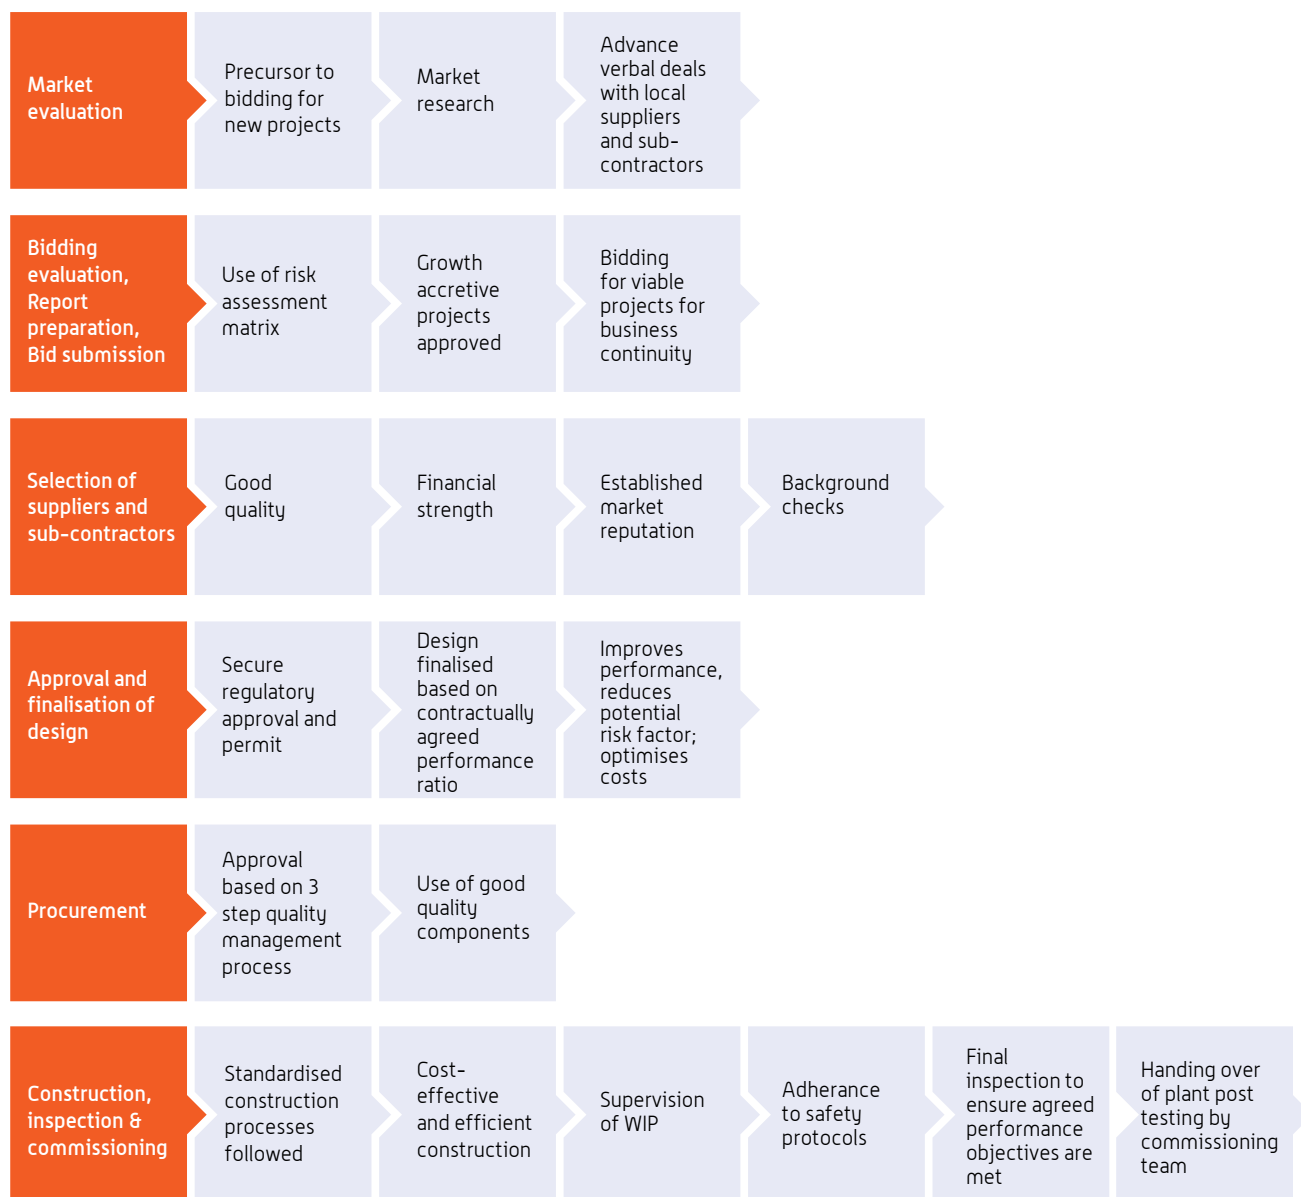 Market
evaluation
Precursor to
bidding for
new projects
Market
research
Advance
verbal deals
with local
suppliers
and sub-
contractors
Bidding
evaluation,
Report
preparation,
Bid submission
Use of risk
assessment
matrix
Growth
accretive
projects
approved
Bidding
for viable
projects for
business
continuity
Selection of
suppliers and
sub-contractors
Good
quality
Financial
strength
Established
market
reputation
Background
checks
Approval and
finalisation of
design
Secure
regulatory
approval and
permit
Design
finalised
based on
contractually
agreed
performance
ratio
Improves
performance,
reduces
potential
risk factor;
optimises
costs
Procurement
Approval
based on 3
step quality
management
process
Use of good
quality
components
Construction,
inspection &
commissioning
Standardised
construction
processes
followed
Cost-
effective
and efficient
construction
Supervision
of WIP
Adherance
to safety
protocols
Final
inspection to
ensure agreed
performance
objectives are
met
Handing over
of plant post
testing by
commissioning
team